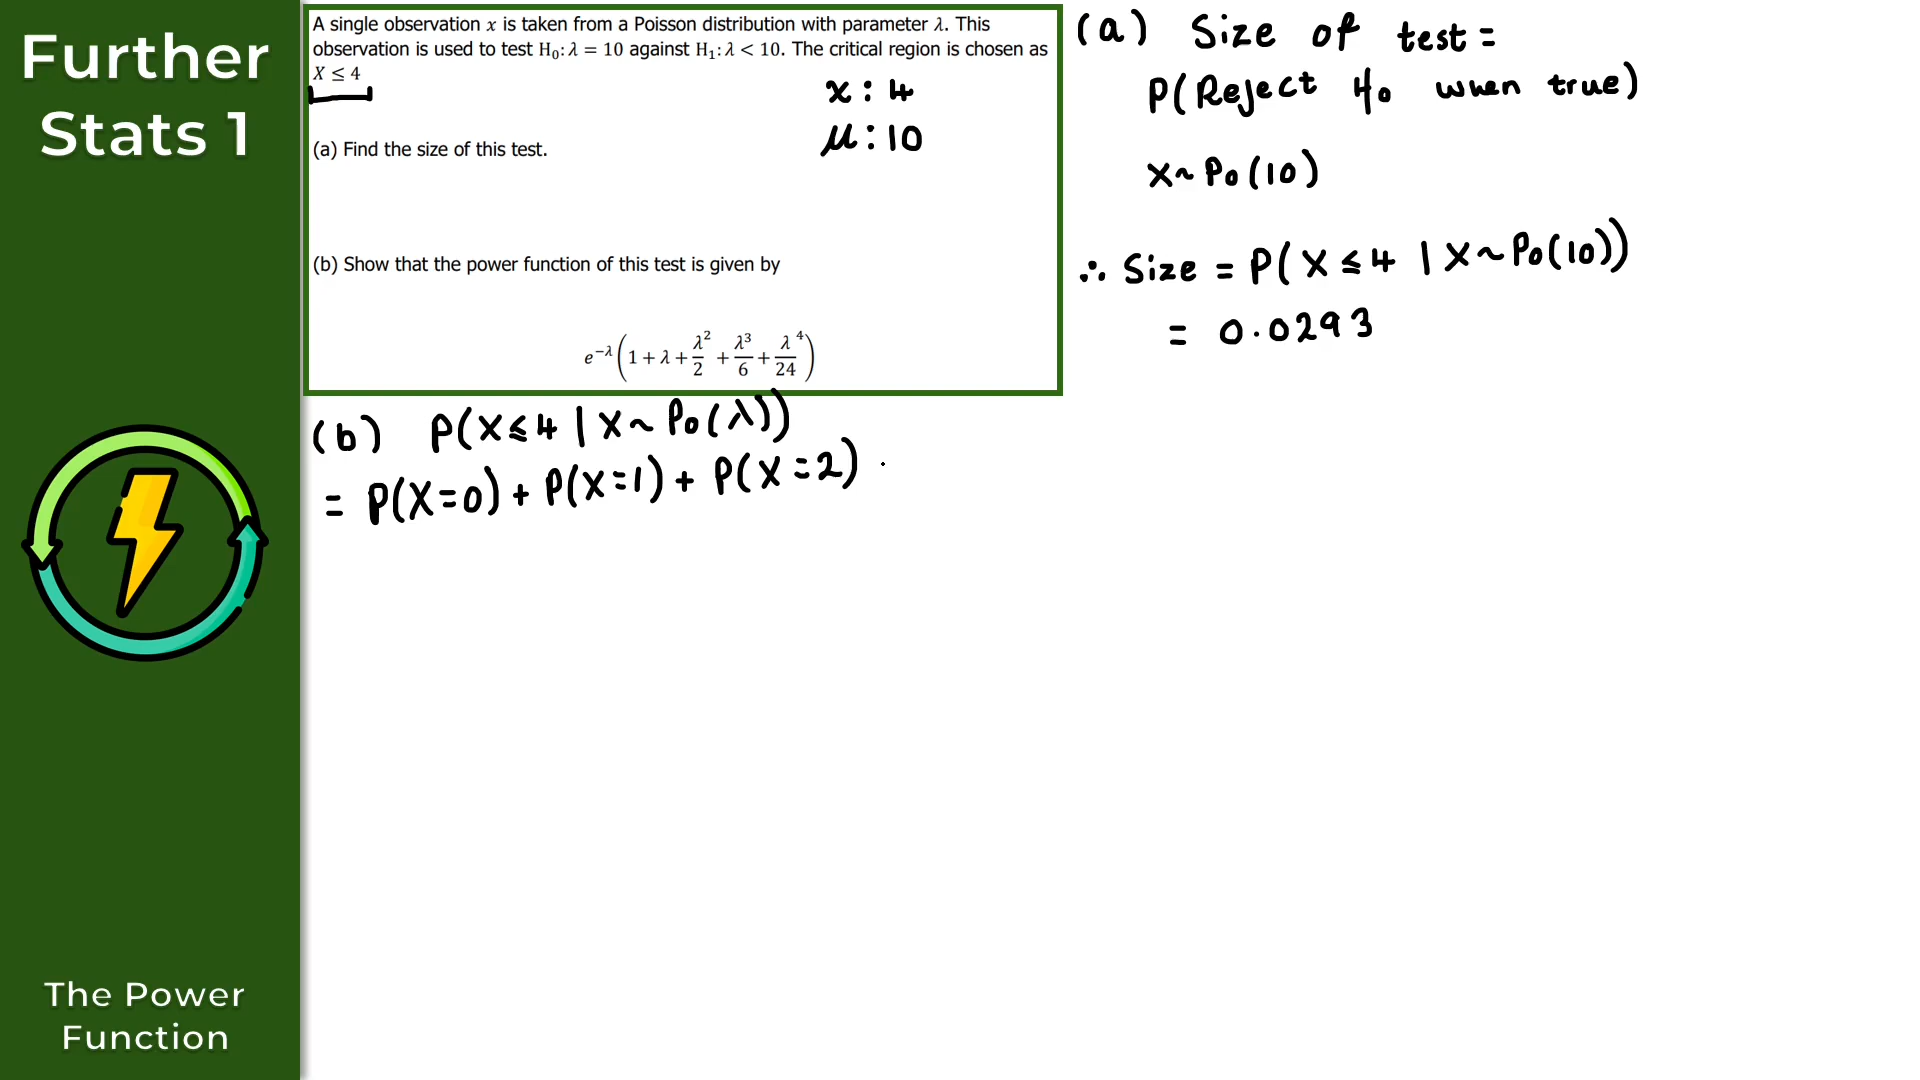 Further
Stats 1
A single observation x is taken from a Poisson distribution with parameter λ. This
observation is used to test H₀: λ = 10 against H₁: λ < 10. The critical region is chosen as
X ≤ 4
x : 4
μ : 10
(a) Find the size of this test.
(b) Show that the power function of this test is given by
e^{-λ}(1 + λ + λ²/2 + λ³/6 + λ⁴/24)
(a) Size of test =
P(Reject H₀ when true)
X ~ Po(10)
∴ Size = P(X ≤ 4 | X ~ Po(10))
= 0.0293
(b) P(X ≤ 4 | X ~ Po(λ))
= P(X=0) + P(X=1) + P(X=2)
The Power
Function